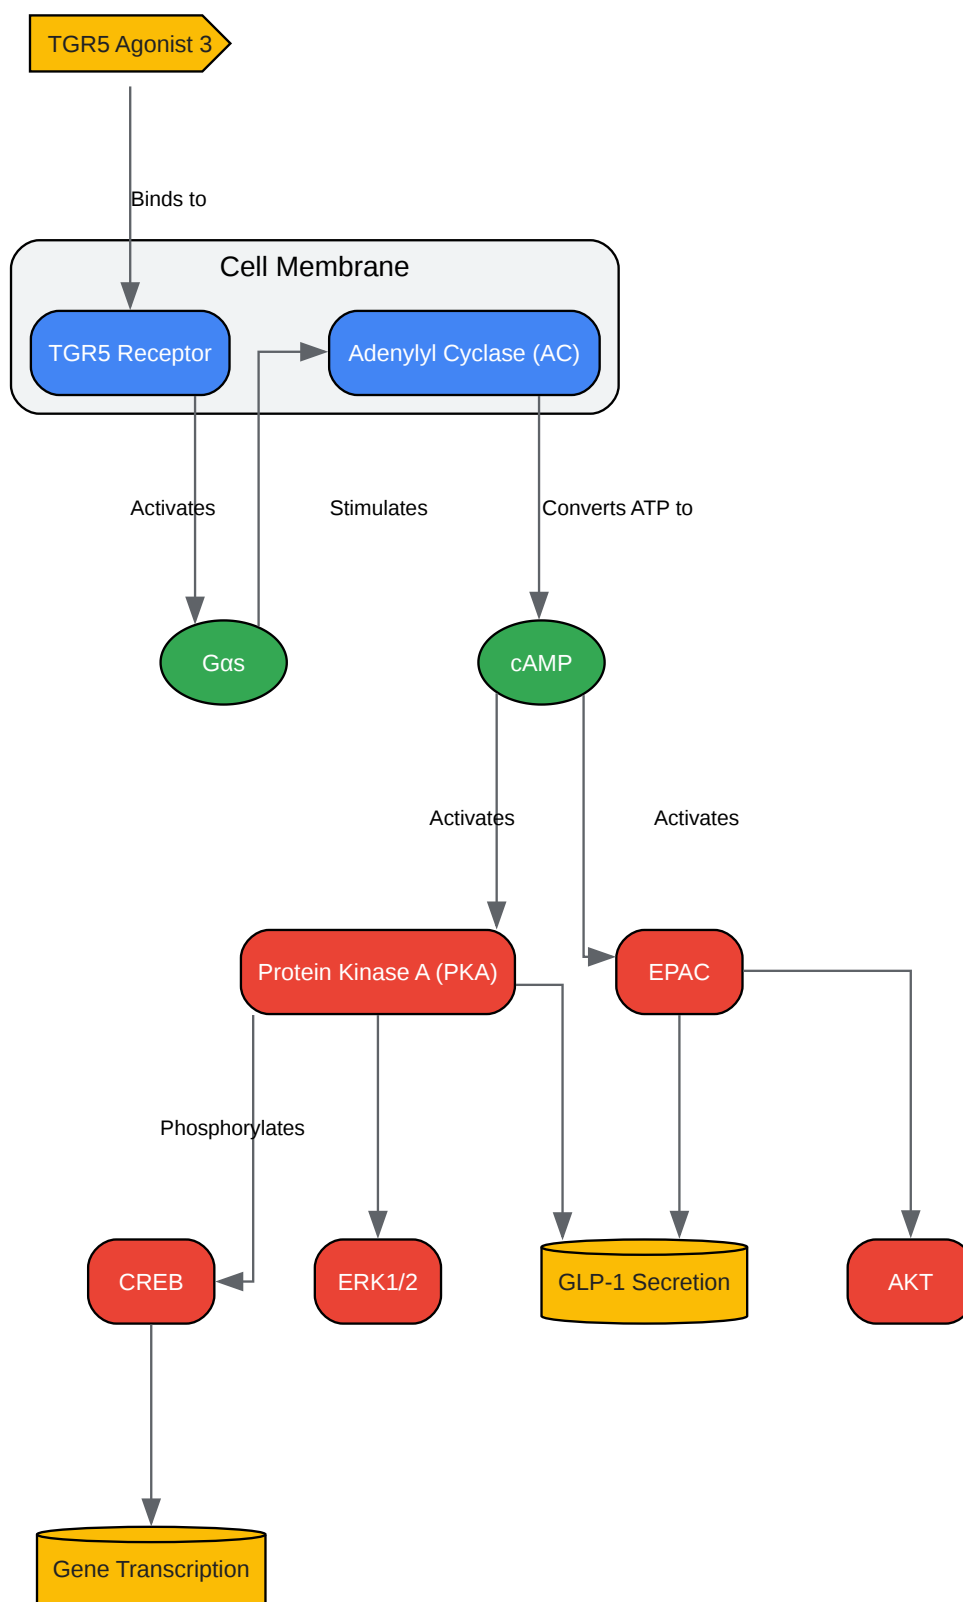 TGR5 Agonist 3
Binds to
Cell Membrane
TGR5 Receptor
Adenylyl Cyclase (AC)
Activates
Stimulates
Converts ATP to
Gαs
cAMP
Activates
Activates
Protein Kinase A (PKA)
EPAC
Phosphorylates
CREB
ERK1/2
GLP-1 Secretion
AKT
Gene Transcription